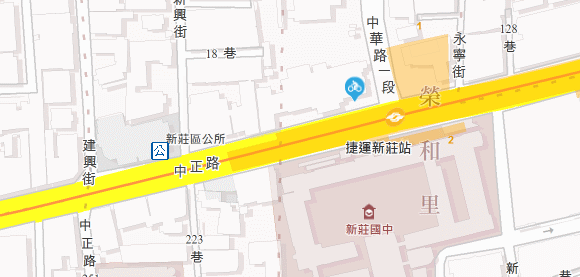 新興街
18 巷
中華路一段
1
永寧街
128
巷
榮和里
建興街
新莊區公所
公
中正路
捷運新莊站
2
新莊國中
中正路
223
巷
新
巷